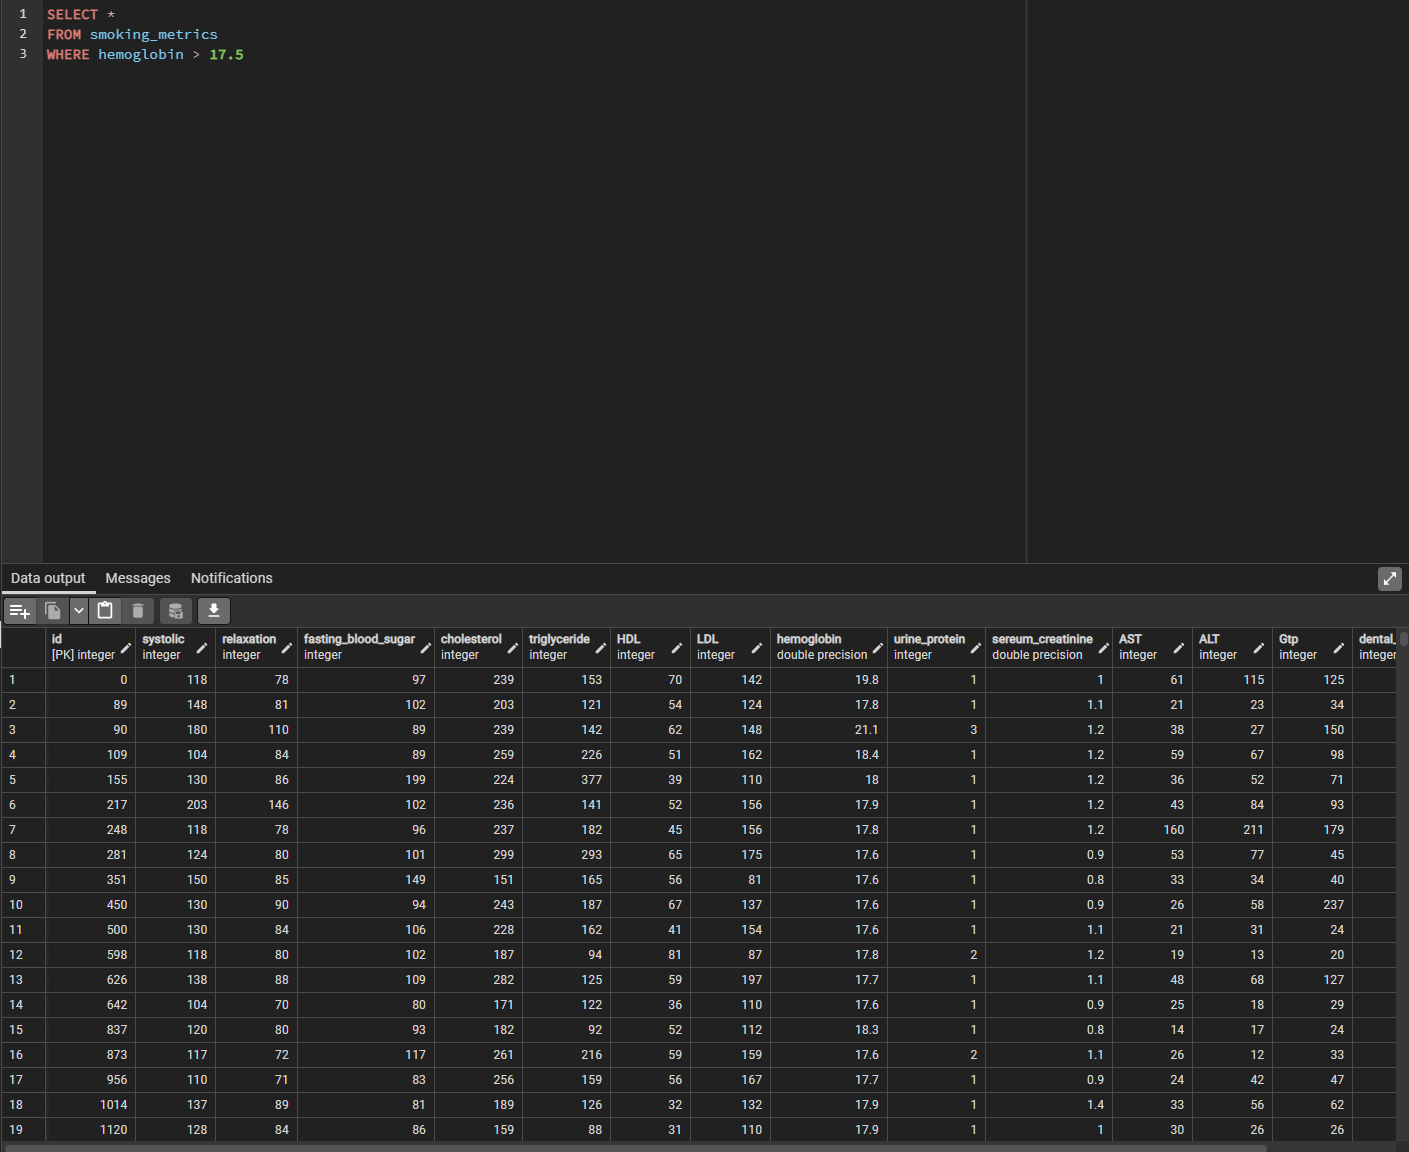 1 SELECT *
2 FROM smoking_metrics
3 WHERE hemoglobin > 17.5
Data output Messages Notifications
id systolic relaxation fasting_blood_sugar cholesterol triglyceride HDL LDL hemoglobin urine_protein sereum_creatinine AST ALT Gtp dental_
[PK] integer integer integer integer integer integer integer integer double precision integer double precision integer integer integer integer
1 0 118 78 97 239 153 70 142 19.8 1 1 61 115 125
2 89 148 81 102 203 121 54 124 17.8 1 1.1 21 23 34
3 90 180 110 89 239 142 62 148 21.1 3 1.2 38 27 150
4 109 104 84 89 259 226 51 162 18.4 1 1.2 59 67 98
5 155 130 86 199 224 377 39 110 18 1 1.2 36 52 71
6 217 203 146 102 236 141 52 156 17.9 1 1.2 43 84 93
7 248 118 78 96 237 182 45 156 17.8 1 1.2 160 211 179
8 281 124 80 101 299 293 65 175 17.6 1 0.9 53 77 45
9 351 150 85 149 151 165 56 81 17.6 1 0.8 33 34 40
10 450 130 90 94 243 187 67 137 17.6 1 0.9 26 58 237
11 500 130 84 106 228 162 41 154 17.6 1 1.1 21 31 24
12 598 118 80 102 187 94 81 87 17.8 2 1.2 19 13 20
13 626 138 88 109 282 125 59 197 17.7 1 1.1 48 68 127
14 642 104 70 80 171 122 36 110 17.6 1 0.9 25 18 29
15 837 120 80 93 182 92 52 112 18.3 1 0.8 14 17 24
16 873 117 72 117 261 216 59 159 17.6 2 1.1 26 12 33
17 956 110 71 83 256 159 56 167 17.7 1 0.9 24 42 47
18 1014 137 89 81 189 126 32 132 17.9 1 1.4 33 56 62
19 1120 128 84 86 159 88 31 110 17.9 1 1 30 26 26